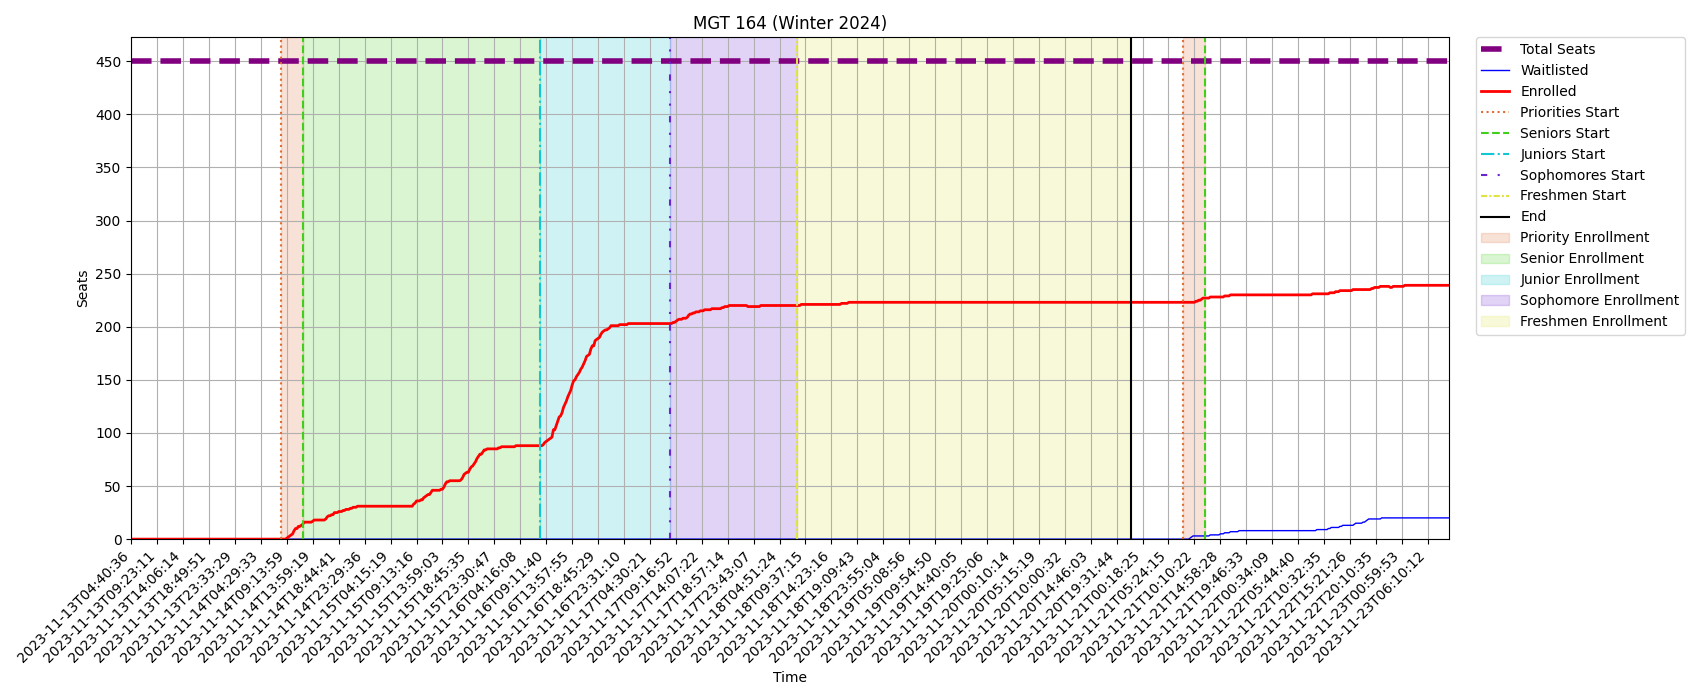 MGT 164 (Winter 2024)
Seats
450
400
350
300
250
200
150
100
50
0
2023-11-13T04:40:36
2023-11-13T09:23:11
2023-11-13T14:06:14
2023-11-13T18:49:51
2023-11-13T23:33:29
2023-11-14T04:29:33
2023-11-14T09:13:59
2023-11-14T13:59:19
2023-11-14T18:44:41
2023-11-14T23:29:36
2023-11-15T04:15:19
2023-11-15T09:13:16
2023-11-15T13:59:03
2023-11-15T18:45:35
2023-11-15T23:30:47
2023-11-16T04:16:08
2023-11-16T09:11:40
2023-11-16T13:57:55
2023-11-16T18:45:29
2023-11-16T23:31:10
2023-11-17T04:30:21
2023-11-17T09:16:52
2023-11-17T14:07:22
2023-11-17T18:57:14
2023-11-17T23:43:07
2023-11-18T04:51:24
2023-11-18T09:37:15
2023-11-18T14:23:16
2023-11-18T19:09:43
2023-11-18T23:55:04
2023-11-19T05:08:56
2023-11-19T09:54:50
2023-11-19T14:40:05
2023-11-19T19:25:06
2023-11-20T00:10:14
2023-11-20T05:15:19
2023-11-20T10:00:32
2023-11-20T14:46:03
2023-11-20T19:31:44
2023-11-21T00:18:25
2023-11-21T05:24:15
2023-11-21T10:10:22
2023-11-21T14:58:28
2023-11-21T19:46:33
2023-11-22T00:34:09
2023-11-22T05:44:40
2023-11-22T10:32:35
2023-11-22T15:21:26
2023-11-22T20:10:35
2023-11-23T00:59:53
2023-11-23T06:10:12
Time
Total Seats
Waitlisted
Enrolled
Priorities Start
Seniors Start
Juniors Start
Sophomores Start
Freshmen Start
End
Priority Enrollment
Senior Enrollment
Junior Enrollment
Sophomore Enrollment
Freshmen Enrollment